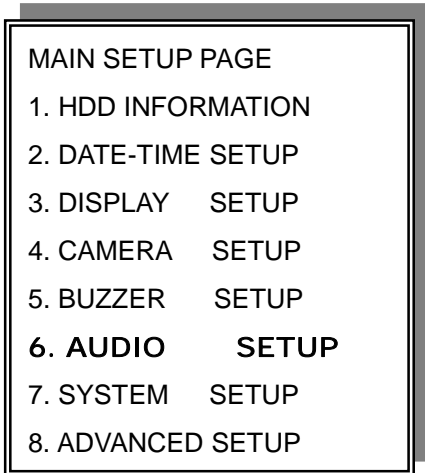 MAIN SETUP PAGE
1. HDD INFORMATION
2. DATE-TIME SETUP
3. DISPLAY SETUP
4. CAMERA SETUP
5. BUZZER SETUP
6. AUDIO SETUP
7. SYSTEM SETUP
8. ADVANCED SETUP